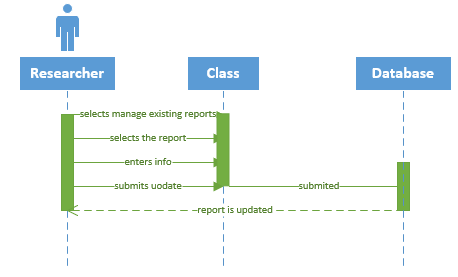 Researcher
Class
Database
selects manage existing reports
selects the report
enters info
submits uodate
submited
report is updated